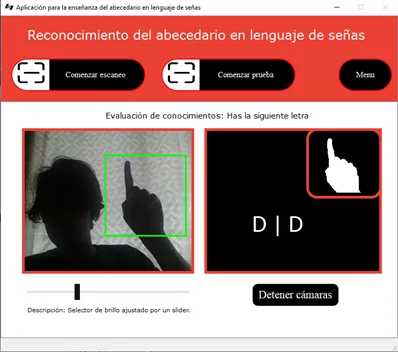 Aplicación para la enseñanza del abecedario en lenguaje de señas
Reconocimiento del abecedario en lenguaje de señas
Comenzar escaneo
Comenzar prueba
Menu
Evaluación de conocimientos: Has la siguiente letra
D | D
Descripción: Selector de brillo ajustado por un slider.
Detener cámaras